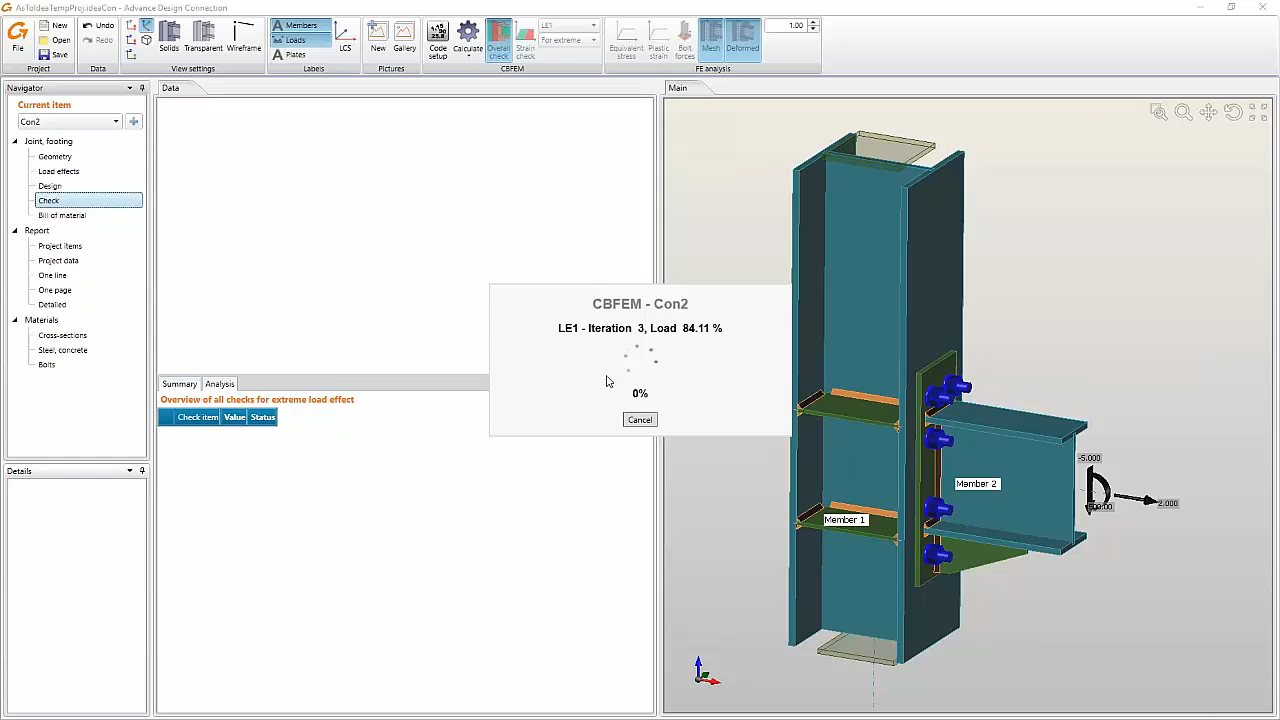 AsToIdeaTempProj.ideaCon - Advance Design Connection
File
New
Open
Save
Project
Undo
Redo
Data
Solids
Transparent
Wireframe
View settings
Members
Loads
Plates
LCS
Labels
New
Gallery
Pictures
Code setup
Calculate
Overall check
Strain check
LE1
For extreme
CBFEM
Equivalent stress
Plastic strain
Bolt forces
Mesh
Deformed
1.00
FE analysis
Navigator
Current item
Con2
Joint, footing
Geometry
Load effects
Design
Check
Bill of material
Report
Project items
Project data
One line
One page
Detailed
Materials
Cross-sections
Steel, concrete
Bolts
Details
Data
Summary
Analysis
Overview of all checks for extreme load effect
Check item Value Status
CBFEM - Con2
LE1 - Iteration 3, Load 84.11 %
0%
Cancel
Main
-5.000
Member 2
2.000
Member 1